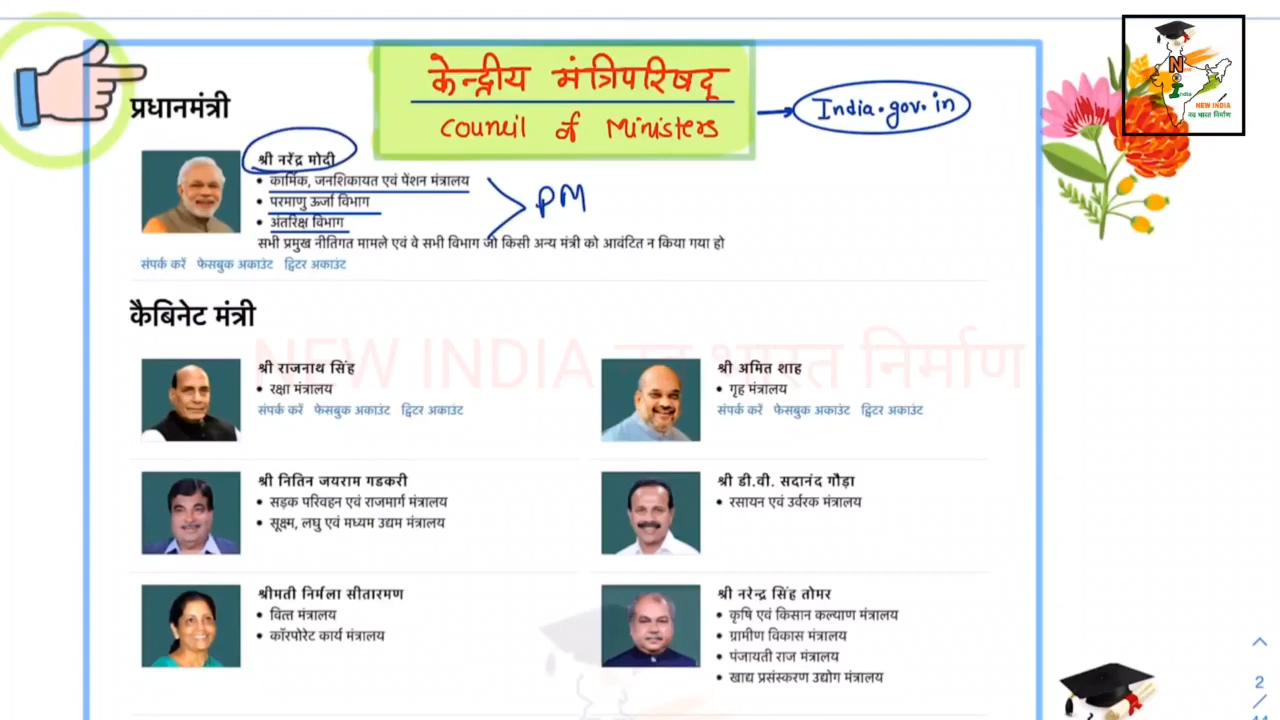 केन्द्रीय मंत्रिपरिषद्
Council of Ministers
India.gov.in
N
India
NEW INDIA
नव भारत निर्माण
प्रधानमंत्री
श्री नरेंद्र मोदी
• कार्मिक, जनशिकायत एवं पेंशन मंत्रालय
• परमाणु ऊर्जा विभाग
• अंतरिक्ष विभाग
PM
सभी प्रमुख नीतिगत मामले एवं वे सभी विभाग जो किसी अन्य मंत्री को आवंटित न किया गया हो
संपर्क करें फेसबुक अकाउंट ट्विटर अकाउंट
कैबिनेट मंत्री
NEW INDIA नव भारत निर्माण
श्री राजनाथ सिंह
• रक्षा मंत्रालय
संपर्क करें फेसबुक अकाउंट ट्विटर अकाउंट
श्री अमित शाह
• गृह मंत्रालय
संपर्क करें फेसबुक अकाउंट ट्विटर अकाउंट
श्री नितिन जयराम गडकरी
• सड़क परिवहन एवं राजमार्ग मंत्रालय
• सूक्ष्म, लघु एवं मध्यम उद्यम मंत्रालय
श्री डी.वी. सदानंद गौड़ा
• रसायन एवं उर्वरक मंत्रालय
श्रीमती निर्मला सीतारमण
• वित्त मंत्रालय
• कॉरपोरेट कार्य मंत्रालय
श्री नरेन्द्र सिंह तोमर
• कृषि एवं किसान कल्याण मंत्रालय
• ग्रामीण विकास मंत्रालय
• पंचायती राज मंत्रालय
• खाद्य प्रसंस्करण उद्योग मंत्रालय
2
/